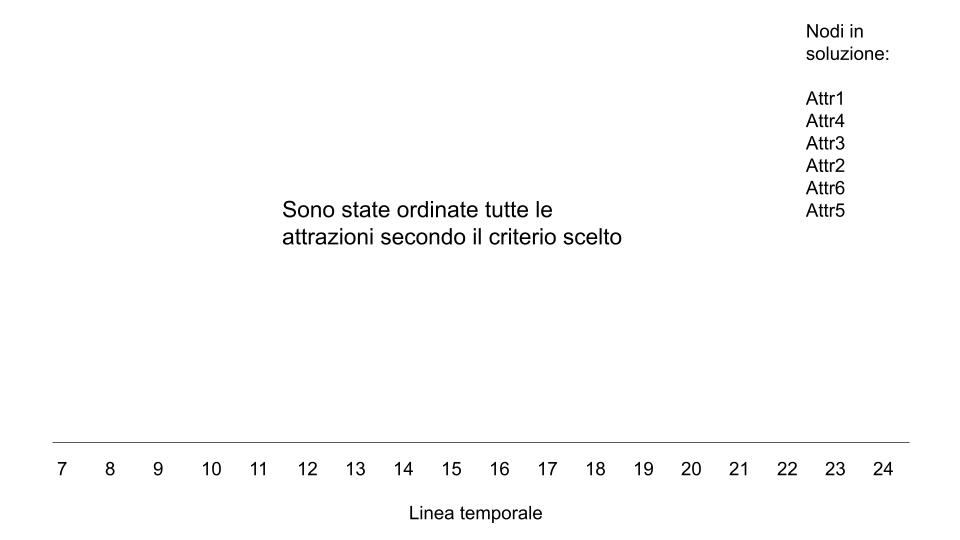 Nodi in
soluzione:
Attr1
Attr4
Attr3
Attr2
Attr6
Attr5
Sono state ordinate tutte le
attrazioni secondo il criterio scelto
7 8 9 10 11 12 13 14 15 16 17 18 19 20 21 22 23 24
Linea temporale